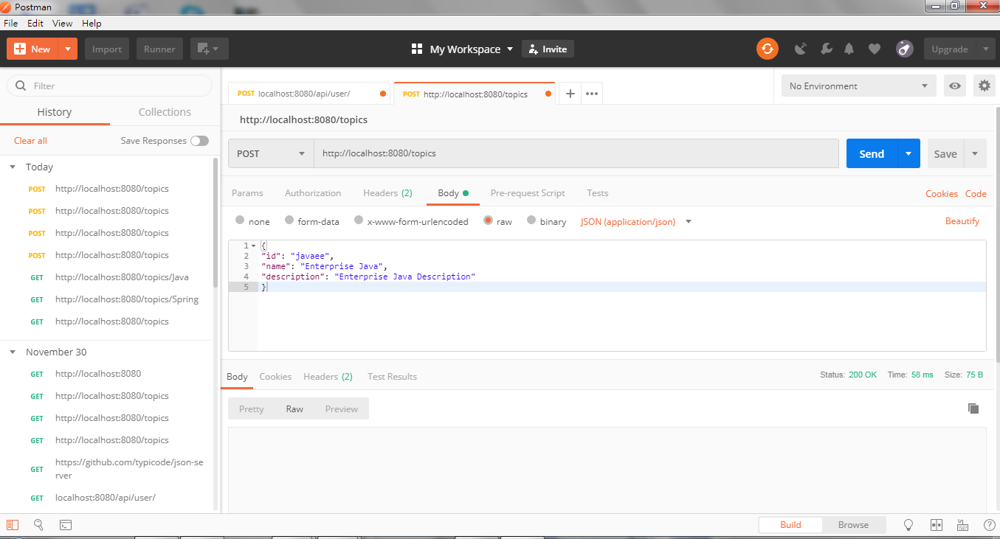 Postman
File Edit View Help
New Import Runner My Workspace Invite Upgrade
Filter
History Collections
Clear all Save Responses
Today
POST http://localhost:8080/topics
POST http://localhost:8080/topics
POST http://localhost:8080/topics
POST http://localhost:8080/topics
GET http://localhost:8080/topics/Java
GET http://localhost:8080/topics/Spring
GET http://localhost:8080/topics
November 30
GET http://localhost:8080
GET http://localhost:8080/topics
GET http://localhost:8080/topics
GET http://localhost:8080/topics
GET https://github.com/typicode/json-se
rver
GET localhost:8080/api/user/
POST localhost:8080/api/user/ POST http://localhost:8080/topics + ••• No Environment
http://localhost:8080/topics
POST http://localhost:8080/topics Send Save
Params Authorization Headers (2) Body Pre-request Script Tests Cookies Code
none form-data x-www-form-urlencoded raw binary JSON (application/json) Beautify
1 {
2 "id": "javaee",
3 "name": "Enterprise Java",
4 "description": "Enterprise Java Description"
5 }
Body Cookies Headers (2) Test Results Status: 200 OK Time: 58 ms Size: 75 B
Pretty Raw Preview
Build Browse